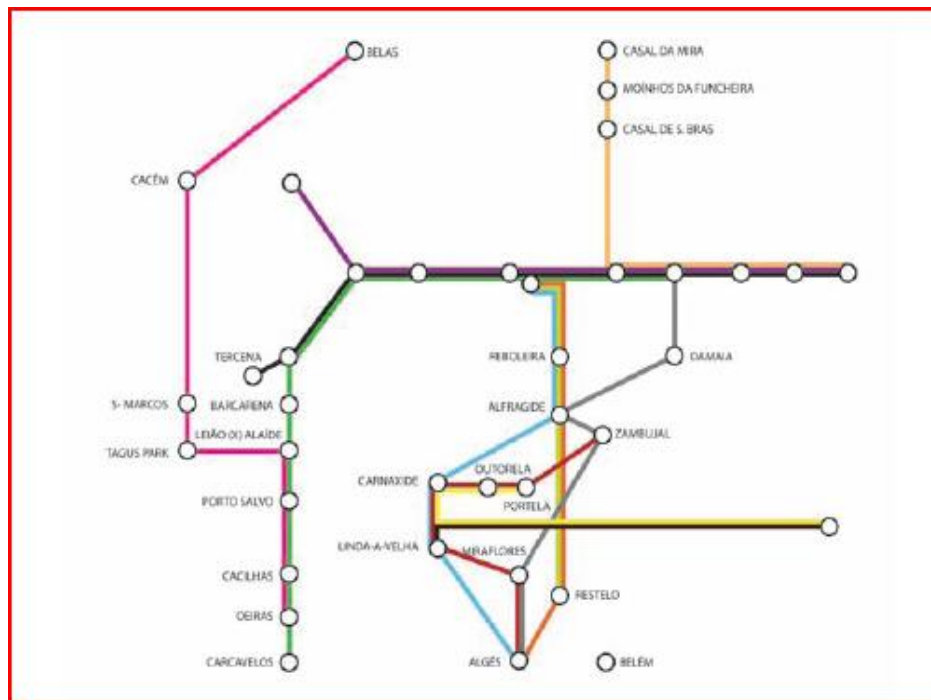 BELAS
CASAL DA MIRA
MOÍNHOS DA FUNCHEIRA
CASAL DE S. BRAS
CACÉM
TERCENA
REBOLEIRA
DAMAIA
S- MARCOS
BARCARENA
ALFRAGIDE
LEIÃO (X) ALAÍDE
ZAMBUJAL
TAGUS PARK
OUTORELA
CARNAXIDE
PORTO SALVO
PORTELA
LINDA-A-VELHA
MIRAFLORES
CACILHAS
RESTELO
OEIRAS
CARCAVELOS
ALGÉS
BELÉM